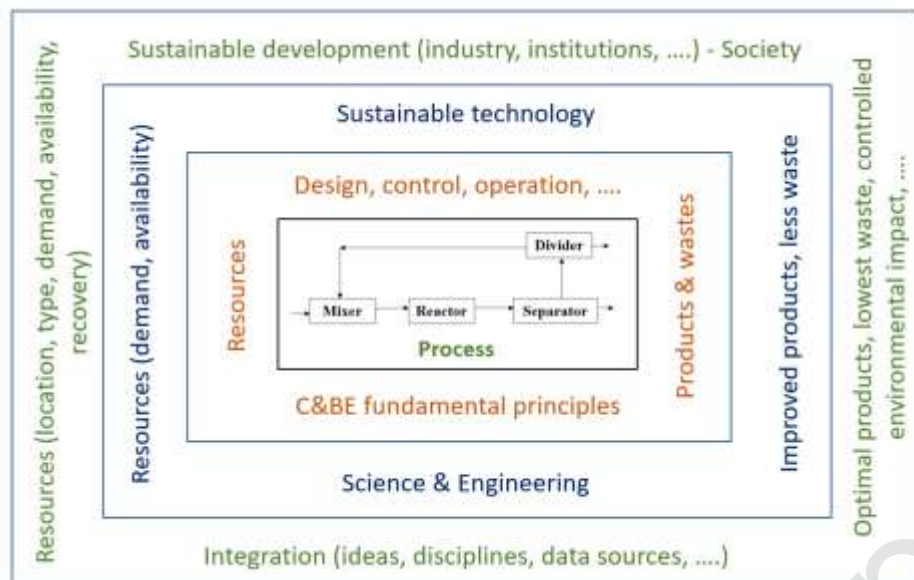 Sustainable development (industry, institutions, ....) - Society
Resources (location, type, demand, availability,
recovery)
Sustainable technology
Resources (demand, availability)
Design, control, operation, ....
Resources
Divider
Mixer
Reactor
Separator
Process
Products & wastes
C&BE fundamental principles
Improved products, less waste
Science & Engineering
Optimal products, lowest waste, controlled
environmental impact, ....
Integration (ideas, disciplines, data sources, ....)